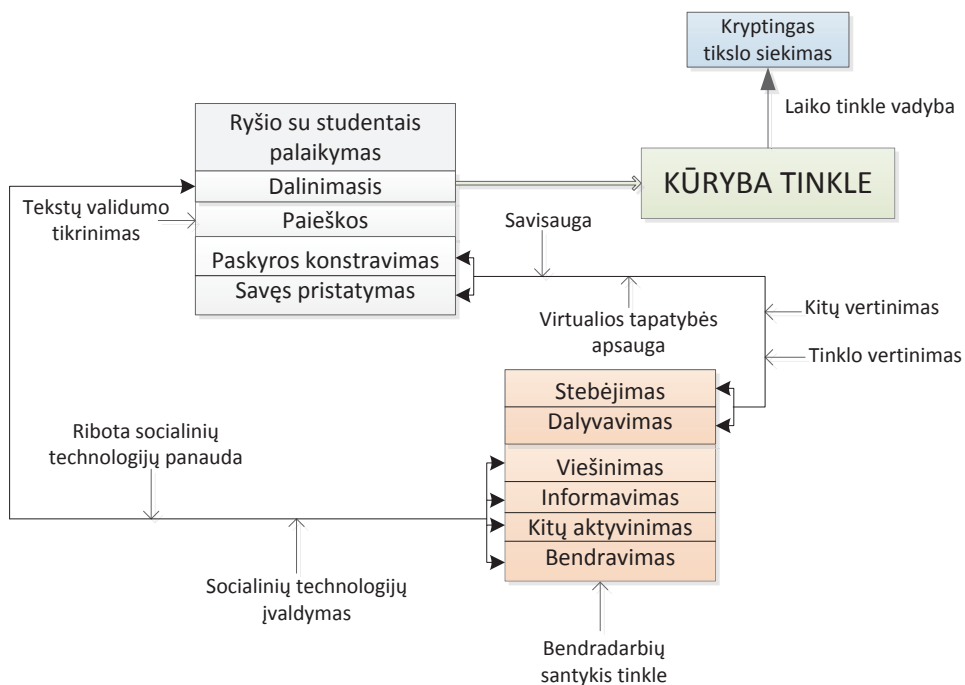 Kryptingas
tikslo siekimas
Laiko tinkle vadyba
Ryšio su studentais
palaikymas
Dalinimasis
KŪRYBA TINKLE
Tekstų validumo
tikrinimas
Paieškos
Savisauga
Paskyros konstravimas
Savęs pristatymas
Virtualios tapatybės
apsauga
Kitų vertinimas
Tinklo vertinimas
Stebėjimas
Dalyvavimas
Ribota socialinių
technologijų panauda
Viešinimas
Informavimas
Kitų aktyvinimas
Bendravimas
Socialinių technologijų
įvaldymas
Bendradarbių
santykis tinkle